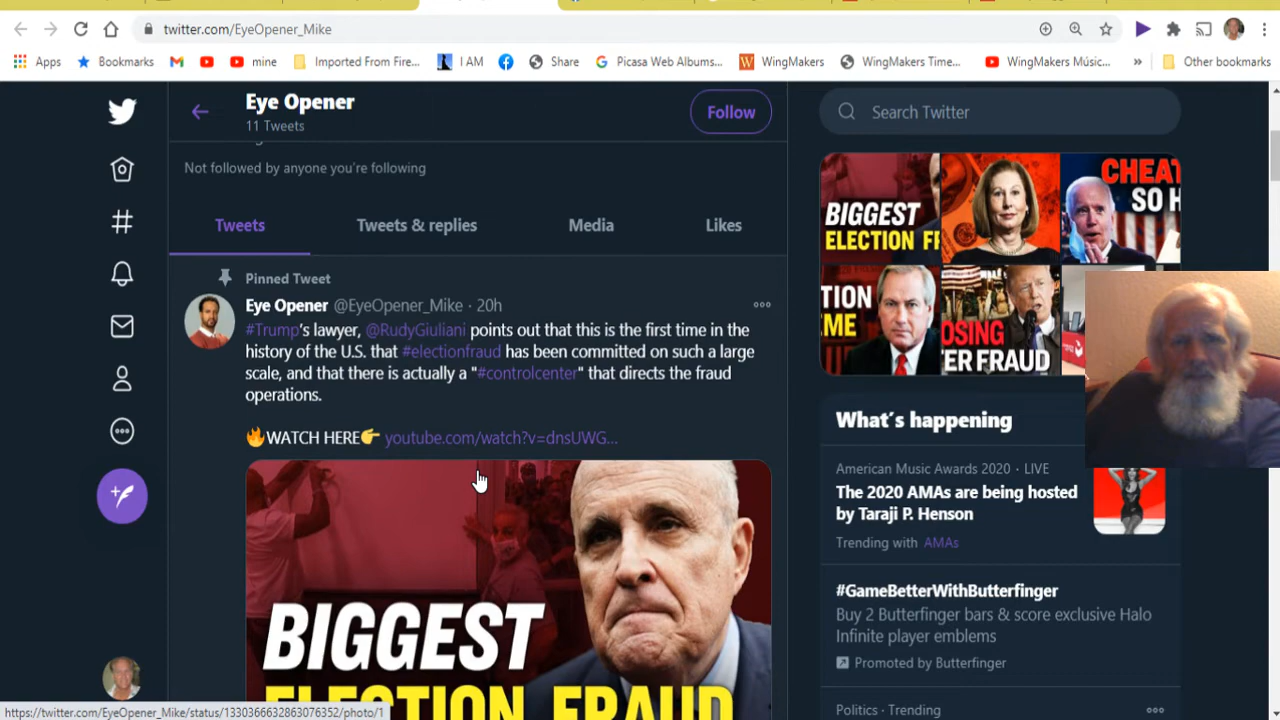 twitter.com/EyeOpener_Mike
Apps
Bookmarks
mine
Imported From Fire...
I AM
Share
Picasa Web Albums...
WingMakers
WingMakers Time...
WingMakers Músic...
»
Other bookmarks
Eye Opener
11 Tweets
Follow
Search Twitter
Not followed by anyone you're following
Tweets
Tweets & replies
Media
Likes
Pinned Tweet
Eye Opener @EyeOpener_Mike · 20h
#Trump's lawyer, @RudyGiuliani points out that this is the first time in the
history of the U.S. that #electionfraud has been committed on such a large
scale, and that there is actually a "#controlcenter" that directs the fraud
operations.
🔥WATCH HERE👉 youtube.com/watch?v=dnsUWG...
BIGGEST
ELECTION FRAUD
BIGGEST
ELECTION FR
CHEAT
SO H
TION
EME
OSING
TER FRAUD
What's happening
American Music Awards 2020 · LIVE
The 2020 AMAs are being hosted
by Taraji P. Henson
Trending with AMAs
#GameBetterWithButterfinger
Buy 2 Butterfinger bars & score exclusive Halo
Infinite player emblems
Promoted by Butterfinger
Politics · Trending
https://twitter.com/EyeOpener_Mike/status/1330366632863076352/photo/1